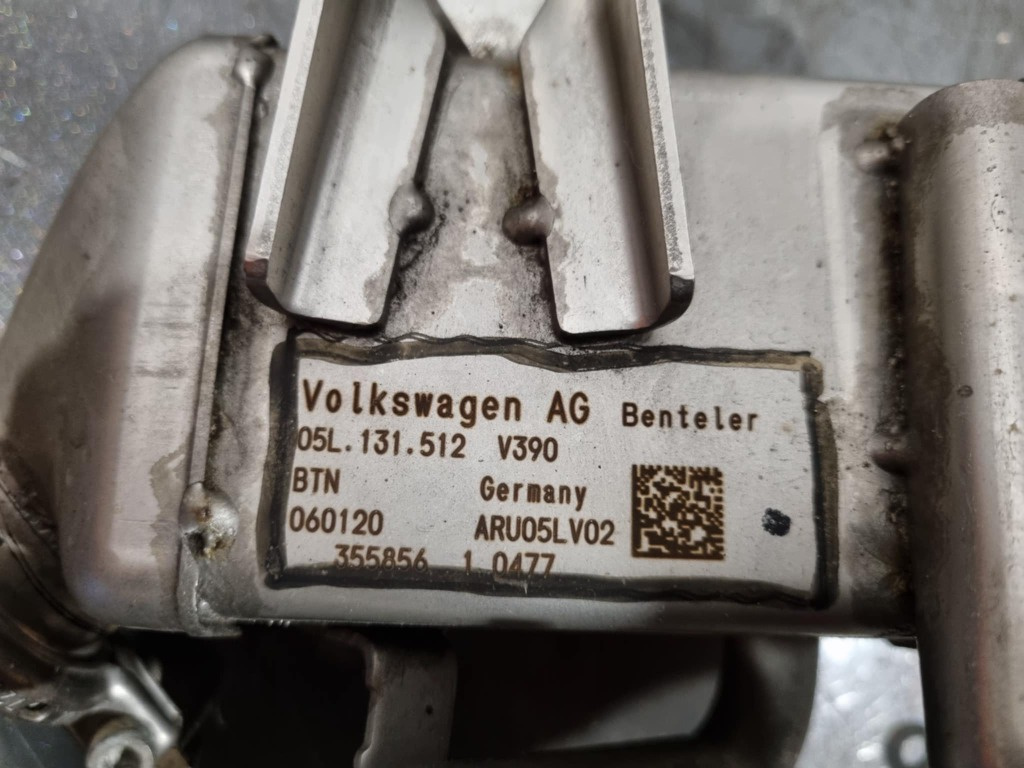 Volkswagen AG Benteler
05L.131.512 V390
BTN Germany
060120 ARU05LV02
355856 1 0477